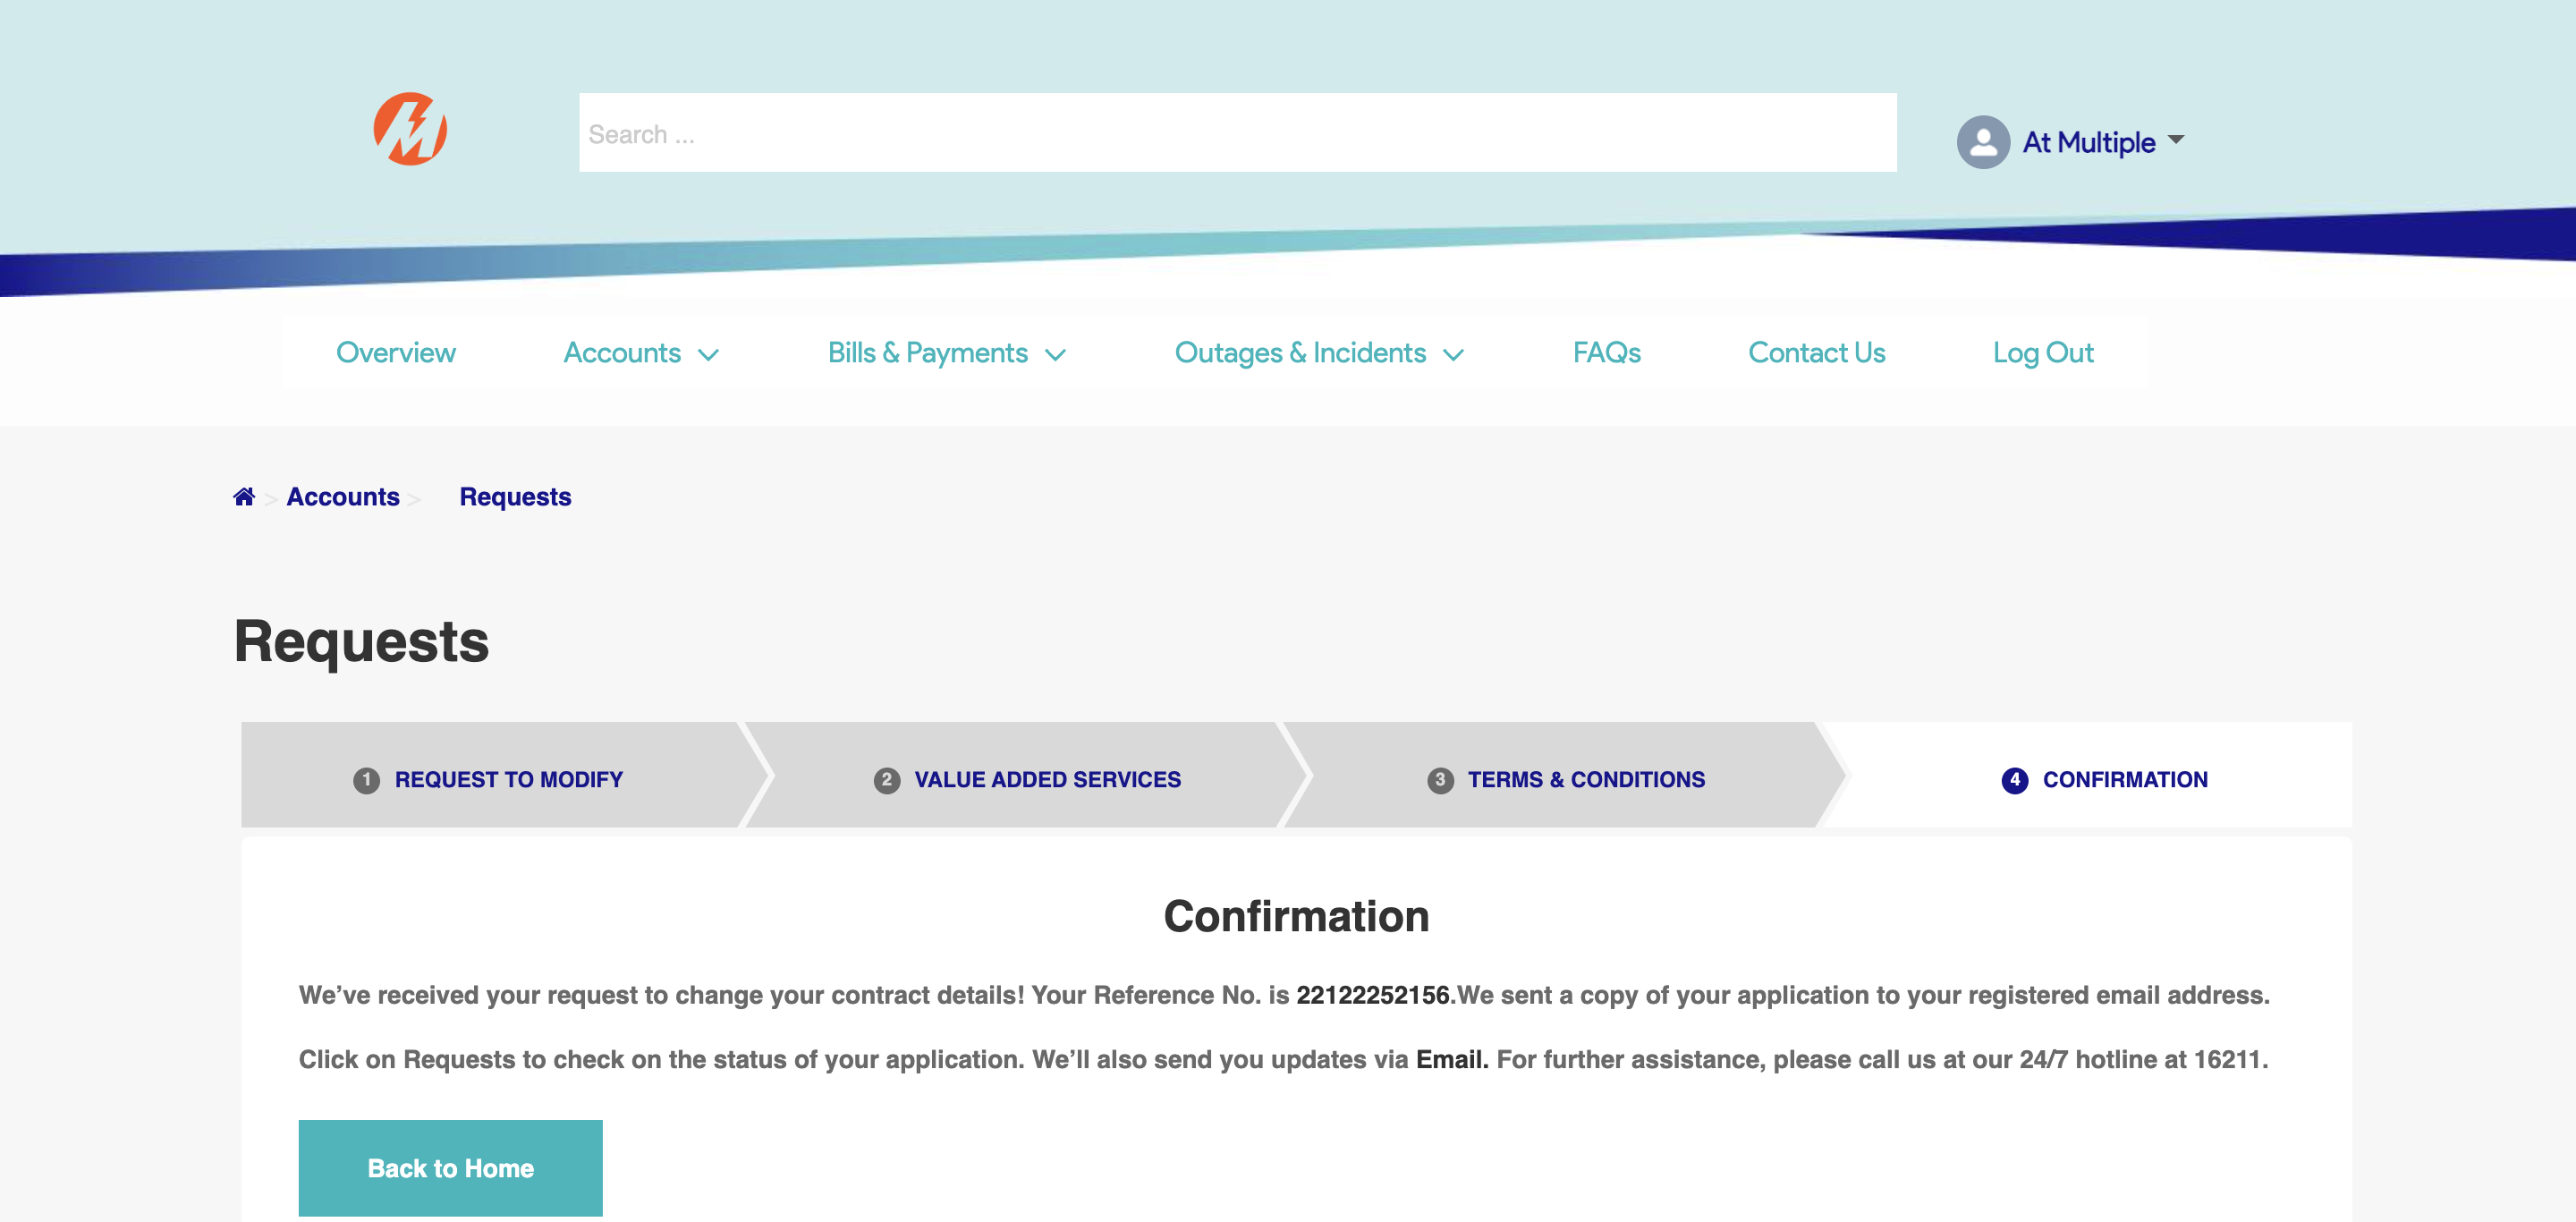 Search ...
At Multiple
Overview
Accounts
Bills & Payments
Outages & Incidents
FAQs
Contact Us
Log Out
> Accounts > Requests
Requests
1 REQUEST TO MODIFY
2 VALUE ADDED SERVICES
3 TERMS & CONDITIONS
4 CONFIRMATION
Confirmation
We’ve received your request to change your contract details! Your Reference No. is 22122252156.We sent a copy of your application to your registered email address.
Click on Requests to check on the status of your application. We’ll also send you updates via Email. For further assistance, please call us at our 24/7 hotline at 16211.
Back to Home